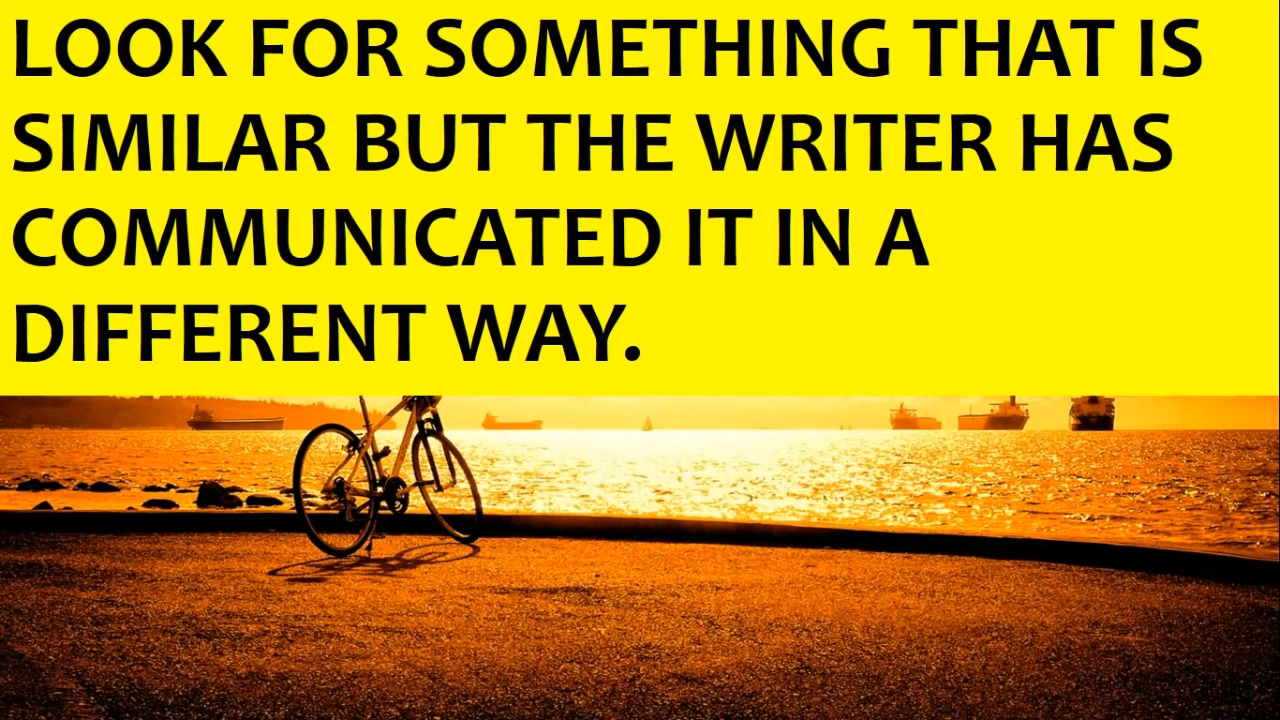 LOOK FOR SOMETHING THAT IS
SIMILAR BUT THE WRITER HAS
COMMUNICATED IT IN A
DIFFERENT WAY.